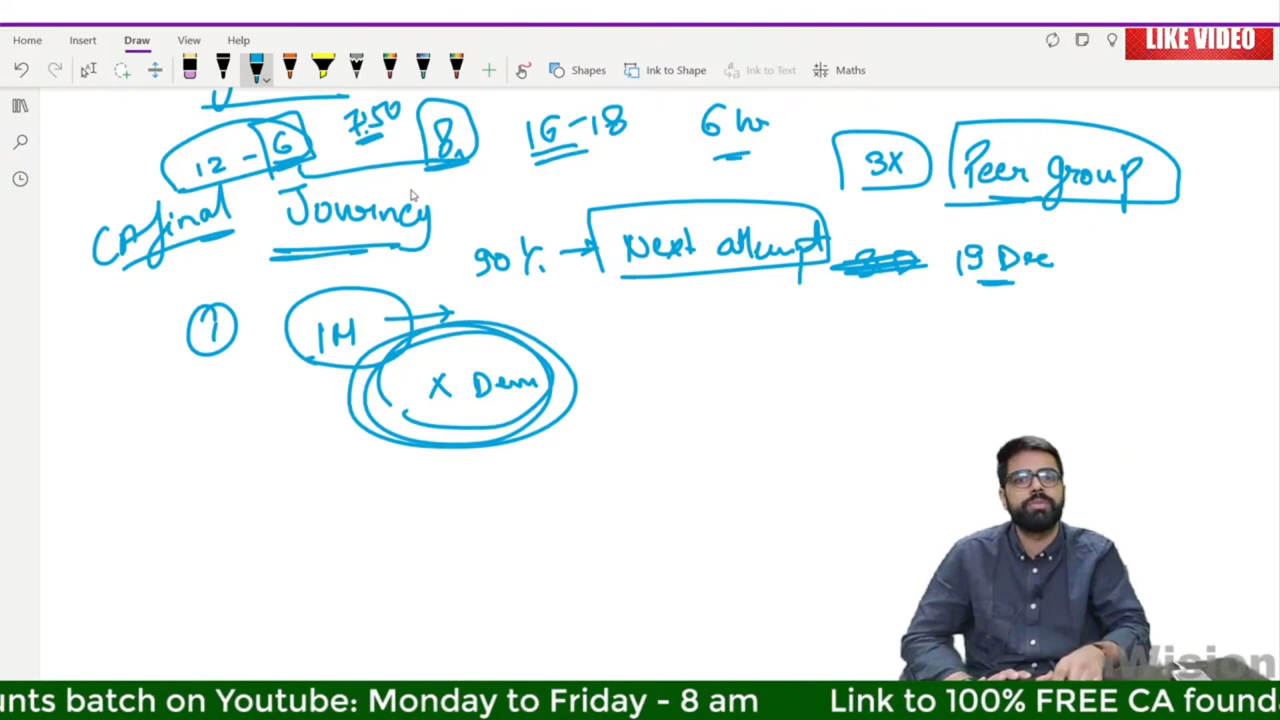 Home Insert Draw View Help
LIKE VIDEO
Shapes Ink to Shape Ink to Text Maths
12 - 6 7:50 8 16-18 6 hr 3X Peer group
CA final Journey
90% → Next attempt 19 Dec
1 1M →
X Dem
iWision
unts batch on Youtube: Monday to Friday - 8 am Link to 100% FREE CA found